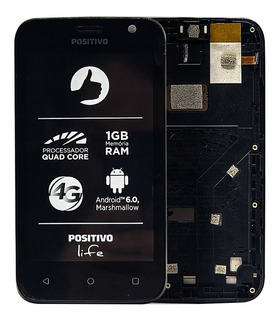 POSITIVO
PROCESSADOR
QUAD CORE
1GB
Memória
RAM
4G
Android™ 6.0,
Marshmallow
POSITIVO
life